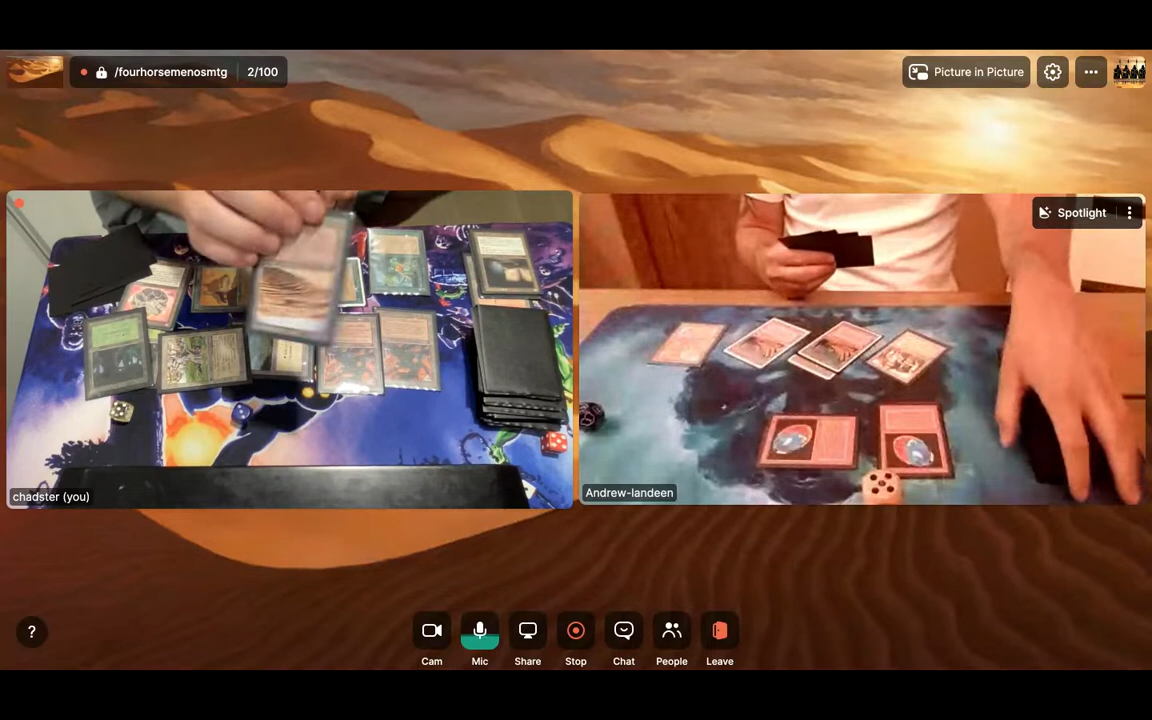 /fourhorsemenosmtg
2/100
Picture in Picture
Spotlight
chadster (you)
Andrew-landeen
?
Cam
Mic
Share
Stop
Chat
People
Leave